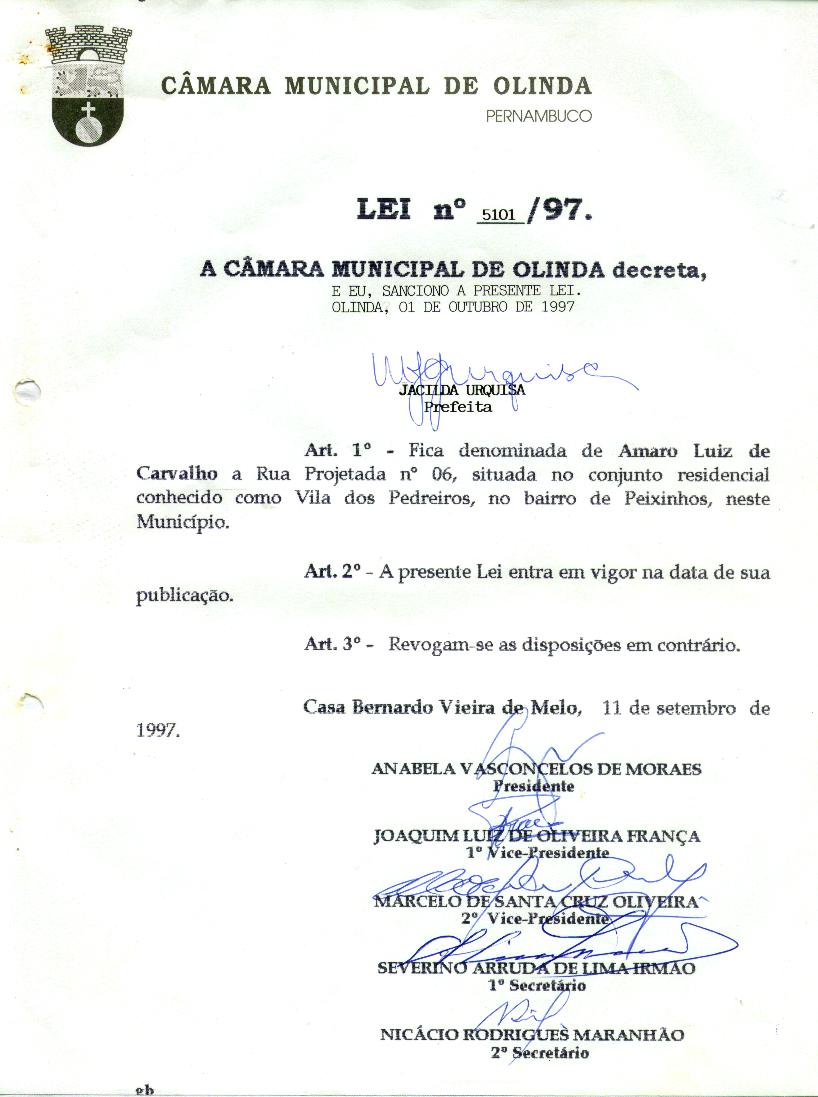 CÂMARA MUNICIPAL DE OLINDA
PERNAMBUCO
LEI nº 5101/97.
A CÂMARA MUNICIPAL DE OLINDA decreta,
E EU, SANCIONO A PRESENTE LEI.
OLINDA, 01 DE OUTUBRO DE 1997
JACILDA URQUISA
Prefeita
Art. 1º - Fica denominada de Amaro Luiz de
Carvalho a Rua Projetada nº 06, situada no conjunto residencial
conhecido como Vila dos Pedreiros, no bairro de Peixinhos, neste
Município.
Art. 2º - A presente Lei entra em vigor na data de sua
publicação.
Art. 3º - Revogam-se as disposições em contrário.
Casa Bernardo Vieira de Melo, 11 de setembro de
1997.
ANABELA VASCONCELOS DE MORAES
Presidente
JOAQUIM LUIZ DE OLIVEIRA FRANÇA
1º Vice-Presidente
MARCELO DE SANTA CRUZ OLIVEIRA
2º Vice-Presidente
SEVERINO ARRUDA DE LIMA IRMÃO
1º Secretário
NICÁCIO RODRIGUES MARANHÃO
2º Secretário
gb